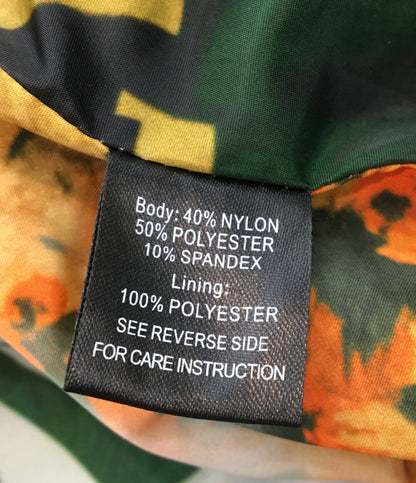 Body: 40% NYLON
50% POLYESTER
10% SPANDEX
Lining:
100% POLYESTER
SEE REVERSE SIDE
FOR CARE INSTRUCTION